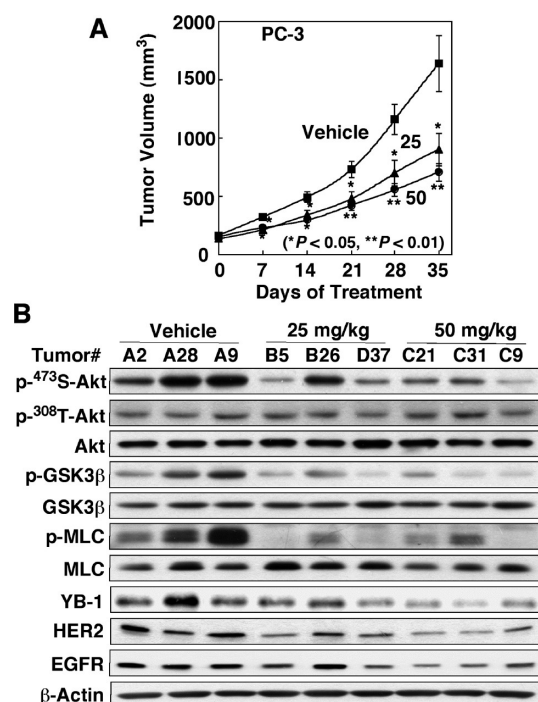 A
PC-3
Tumor Volume (mm³)
2000
1500
1000
500
0
Vehicle
25
50
*
*
*
*
*
*
*
**
**
**
(*P < 0.05, **P < 0.01)
0 7 14 21 28 35
Days of Treatment
B
Vehicle 25 mg/kg 50 mg/kg
Tumor# A2 A28 A9 B5 B26 D37 C21 C31 C9
p-⁴⁷³S-Akt
p-³⁰⁸T-Akt
Akt
p-GSK3β
GSK3β
p-MLC
MLC
YB-1
HER2
EGFR
β-Actin